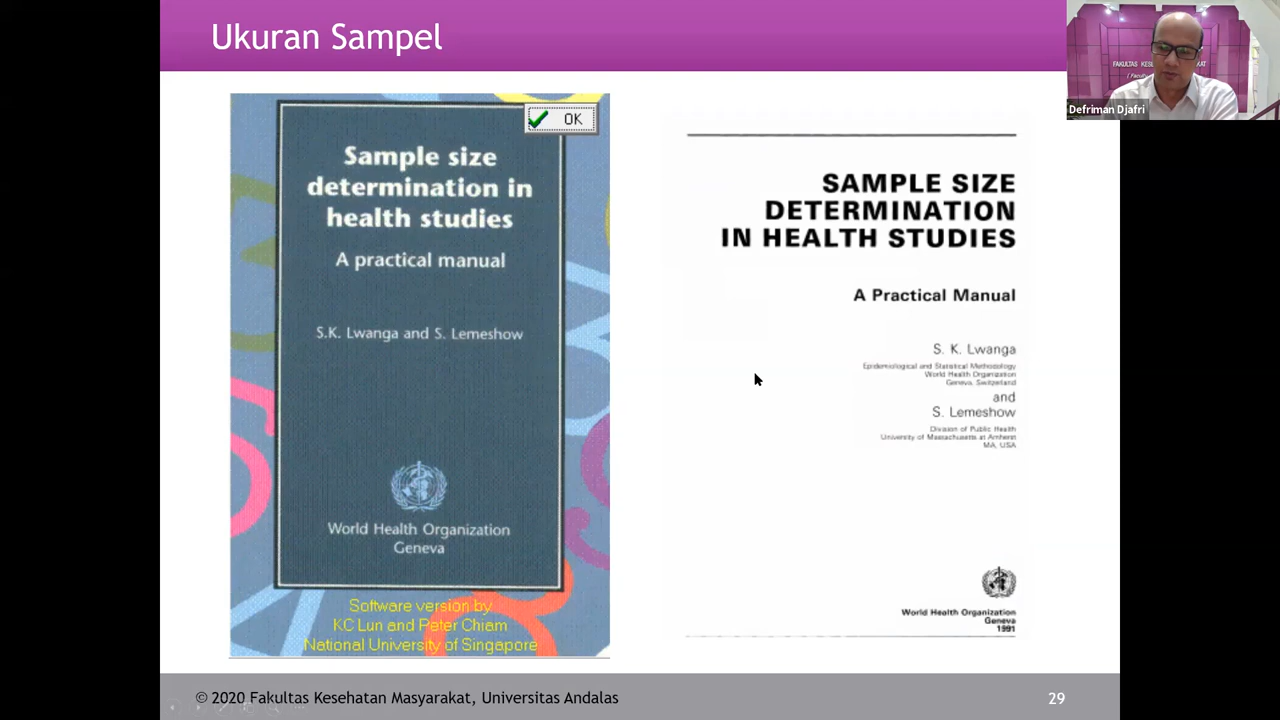 Ukuran Sampel
OK
Sample size
determination in
health studies
A practical manual
S.K. Lwanga and S. Lemeshow
World Health Organization
Geneva
Software version by
KC Lun and Peter Chiam
National University of Singapore
SAMPLE SIZE
DETERMINATION
IN HEALTH STUDIES
A Practical Manual
S. K. Lwanga
Epidemiological and Statistical Methodology
World Health Organization
Geneva, Switzerland
and
S. Lemeshow
Division of Public Health
University of Massachusetts at Amherst
MA, USA
World Health Organization
Geneva
1991
FAKULTAS KES
Defriman Djafri
© 2020 Fakultas Kesehatan Masyarakat, Universitas Andalas
29